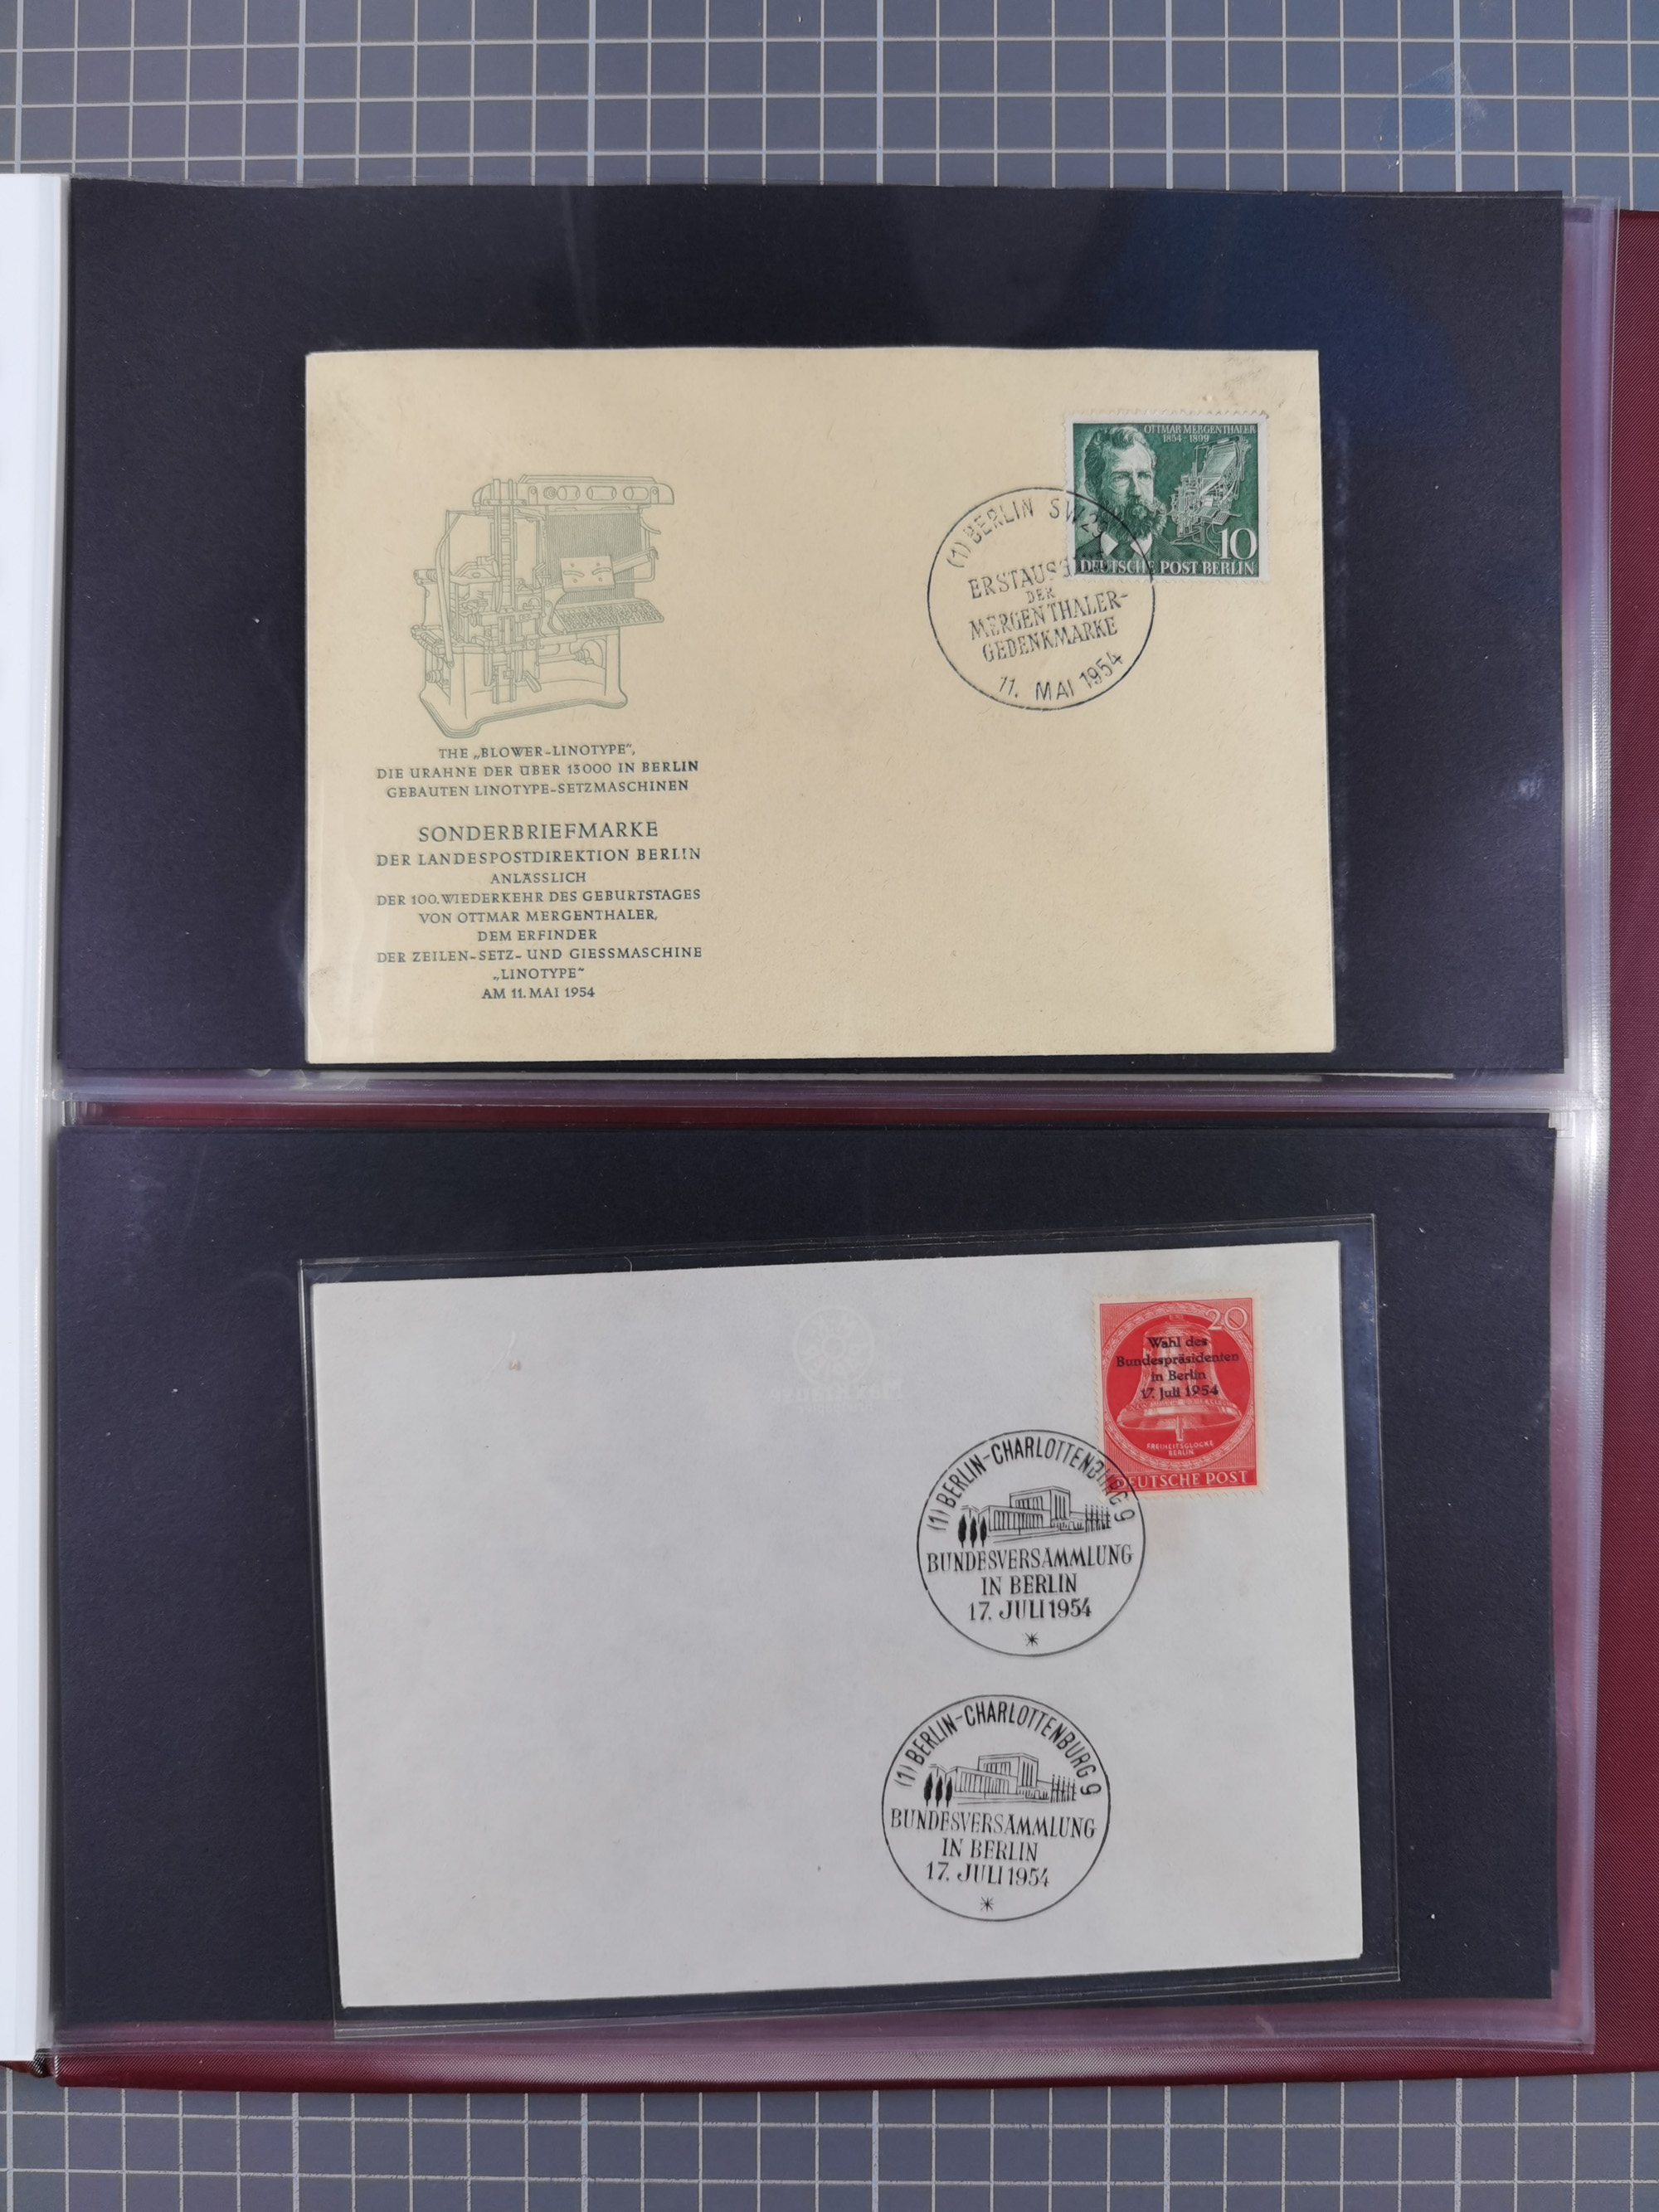 OTTMAR MERGENTHALER
1854-1899
10
DEUTSCHE POST BERLIN
(1) BERLIN SW
ERSTAUSG
DER
MERGENTHALER-
GEDENKMARKE
11. MAI 1954
THE „BLOWER-LINOTYPE",
DIE URAHNE DER ÜBER 13000 IN BERLIN
GEBAUTEN LINOTYPE-SETZMASCHINEN
SONDERBRIEFMARKE
DER LANDESPOSTDIREKTION BERLIN
ANLÄSSLICH
DER 100. WIEDERKEHR DES GEBURTSTAGES
VON OTTMAR MERGENTHALER,
DEM ERFINDER
DER ZEILEN-SETZ- UND GIESSMASCHINE
„LINOTYPE"
AM 11. MAI 1954
20
Wahl des
Bundespräsidenten
in Berlin
17. Juli 1954
FREIHEITSGLOCKE
BERLIN
DEUTSCHE POST
(1) BERLIN-CHARLOTTENBURG 9
BUNDESVERSAMMLUNG
IN BERLIN
17. JULI 1954
(1) BERLIN-CHARLOTTENBURG 9
BUNDESVERSAMMLUNG
IN BERLIN
17. JULI 1954